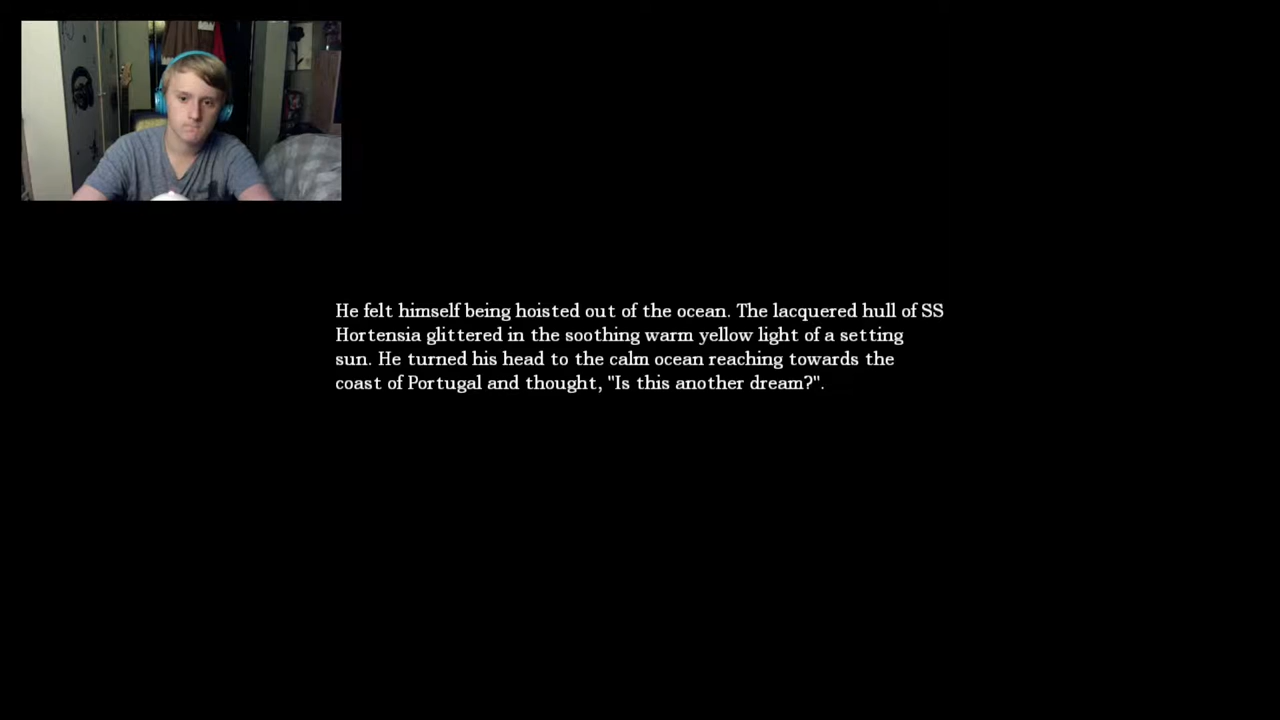 He felt himself being hoisted out of the ocean. The lacquered hull of SS
Hortensia glittered in the soothing warm yellow light of a setting
sun. He turned his head to the calm ocean reaching towards the
coast of Portugal and thought, "Is this another dream?".